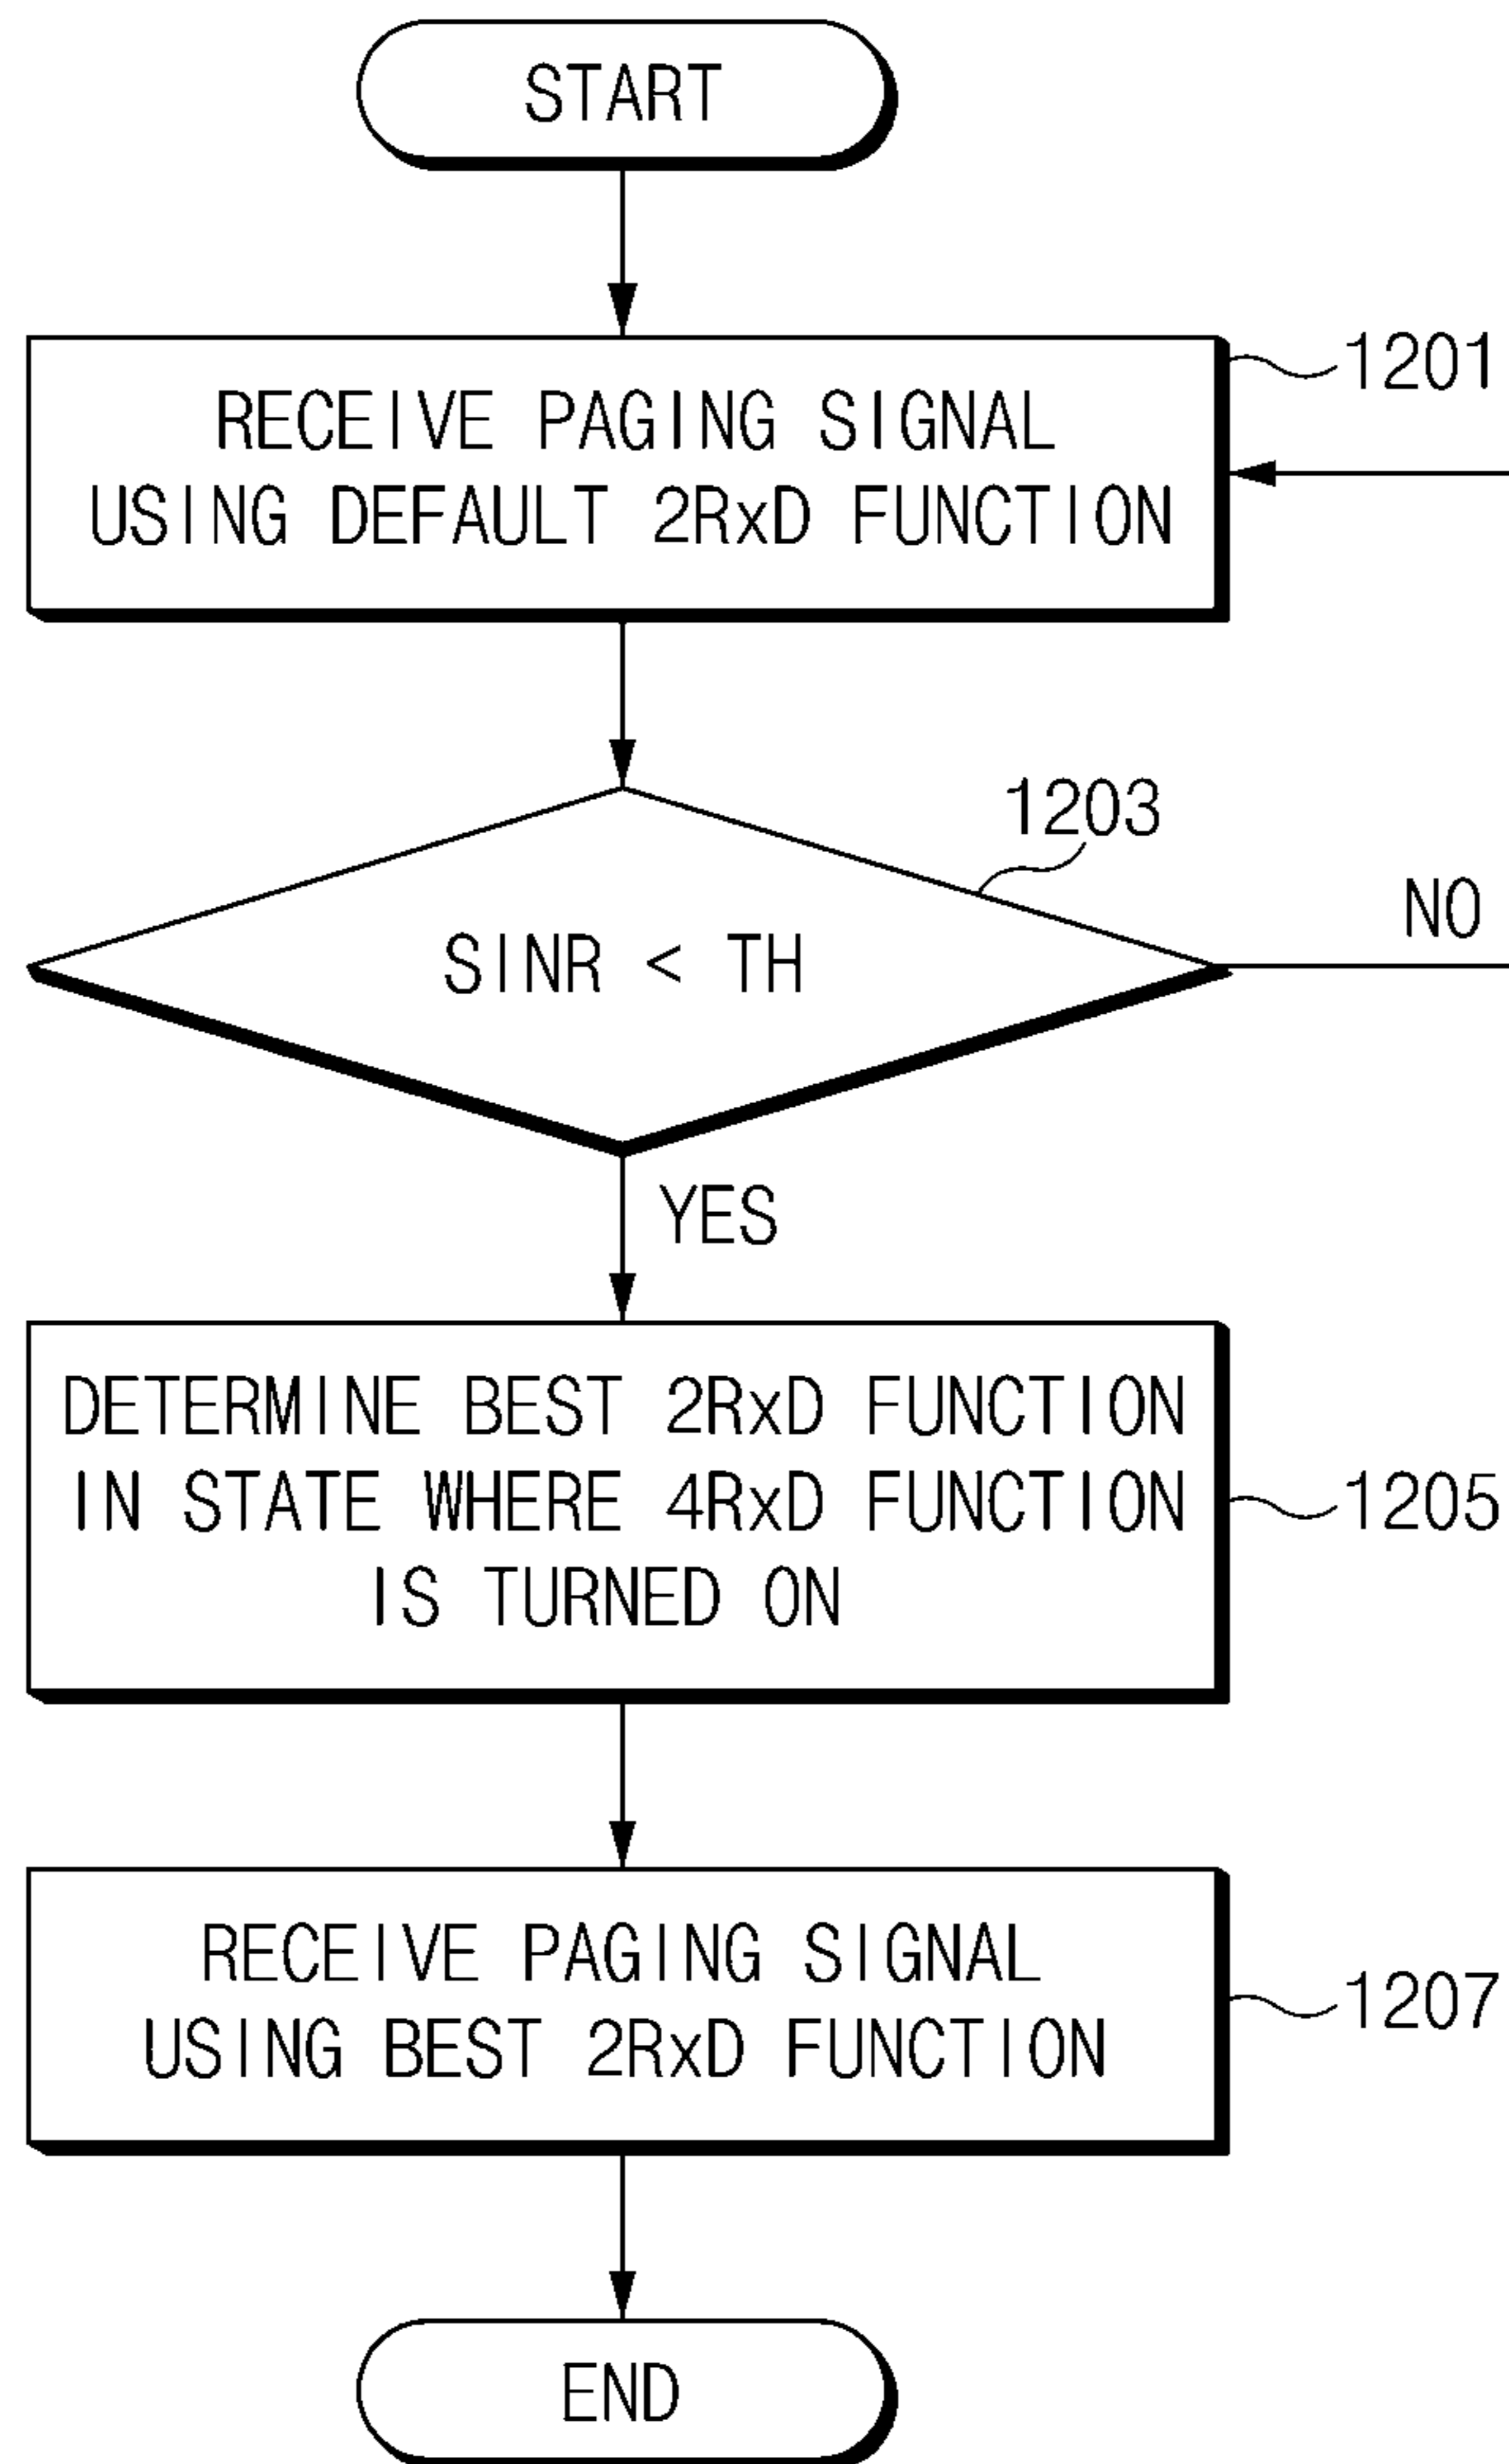 START
RECEIVE PAGING SIGNAL
USING DEFAULT 2RxD FUNCTION
1201
1203
SINR < TH
NO
YES
DETERMINE BEST 2RxD FUNCTION
IN STATE WHERE 4RxD FUNCTION
IS TURNED ON
1205
RECEIVE PAGING SIGNAL
USING BEST 2RxD FUNCTION
1207
END